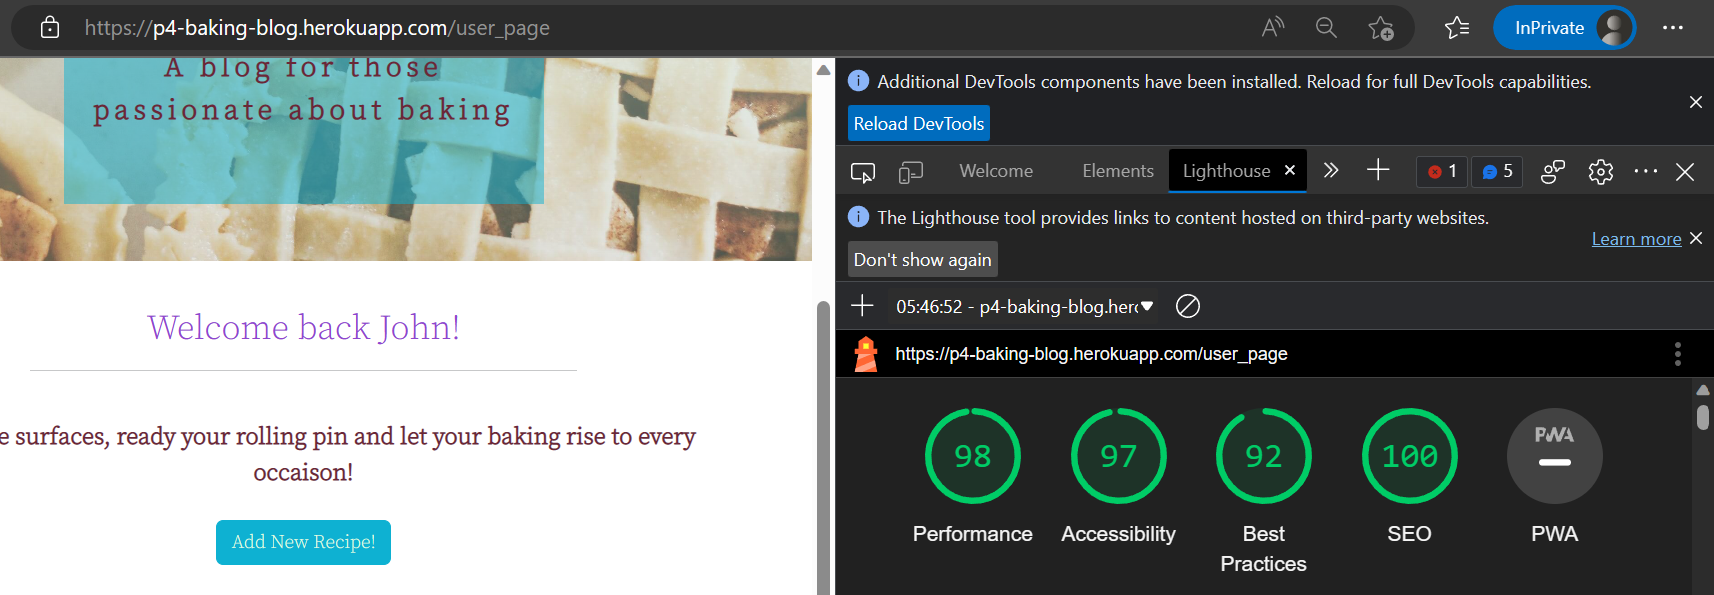 https://p4-baking-blog.herokuapp.com/user_page
A
InPrivate
A blog for those
passionate about baking
Welcome back John!
e surfaces, ready your rolling pin and let your baking rise to every
occaison!
Add New Recipe!
Additional DevTools components have been installed. Reload for full DevTools capabilities.
Reload DevTools
Welcome
Elements
Lighthouse
1
5
The Lighthouse tool provides links to content hosted on third-party websites.
Learn more
Don't show again
05:46:52 - p4-baking-blog.her
https://p4-baking-blog.herokuapp.com/user_page
98
97
92
100
PWA
Performance
Accessibility
Best
Practices
SEO
PWA